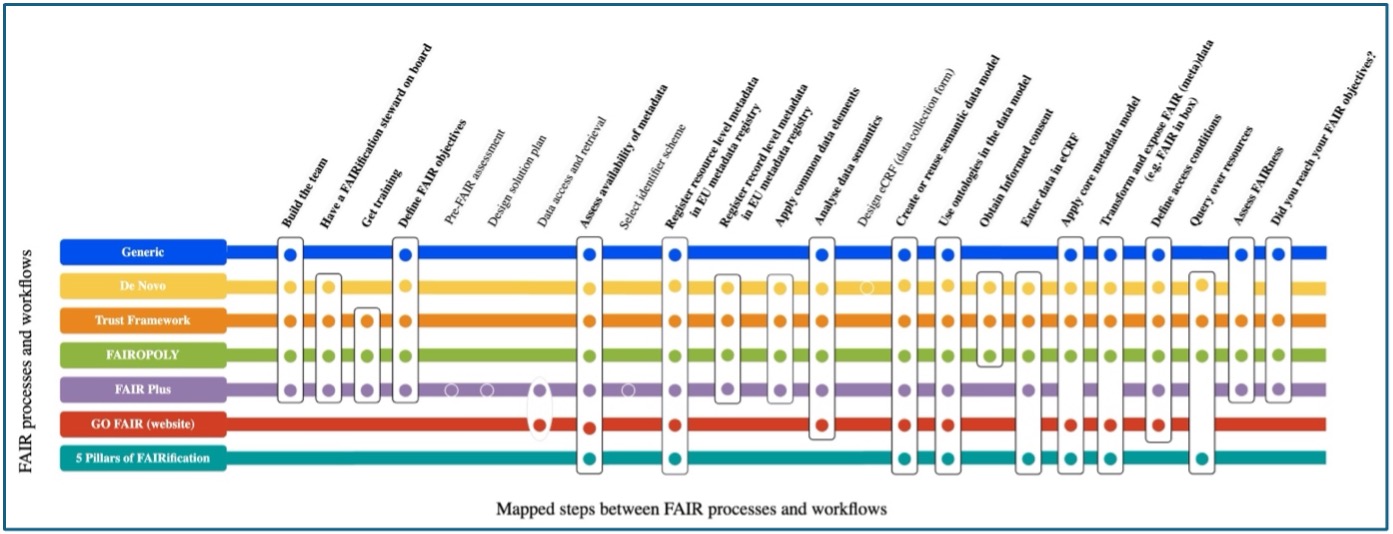 Build the team
Have a FAIRification steward on board
Get training
Define FAIR objectives
Pre-FAIR assessment
Design solution plan
Data access and retrieval
Assess availability of metadata
Select identifier scheme
Register resource level metadata
in EU metadata registry
Register record level metadata
in EU metadata registry
Apply common data elements
Analyse data semantics
Design eCRF (data collection form)
Create or reuse semantic data model
Use ontologies in the data model
Obtain Informed consent
Enter data in eCRF
Apply core metadata model
Transform and expose FAIR (meta)data
(e.g. FAIR in box)
Define access conditions
Query over resources
Assess FAIRness
Did you reach your FAIR objectives?
FAIR processes and workflows
Generic
De Novo
Trust Framework
FAIROPOLY
FAIR Plus
GO FAIR (website)
5 Pillars of FAIRification
Mapped steps between FAIR processes and workflows